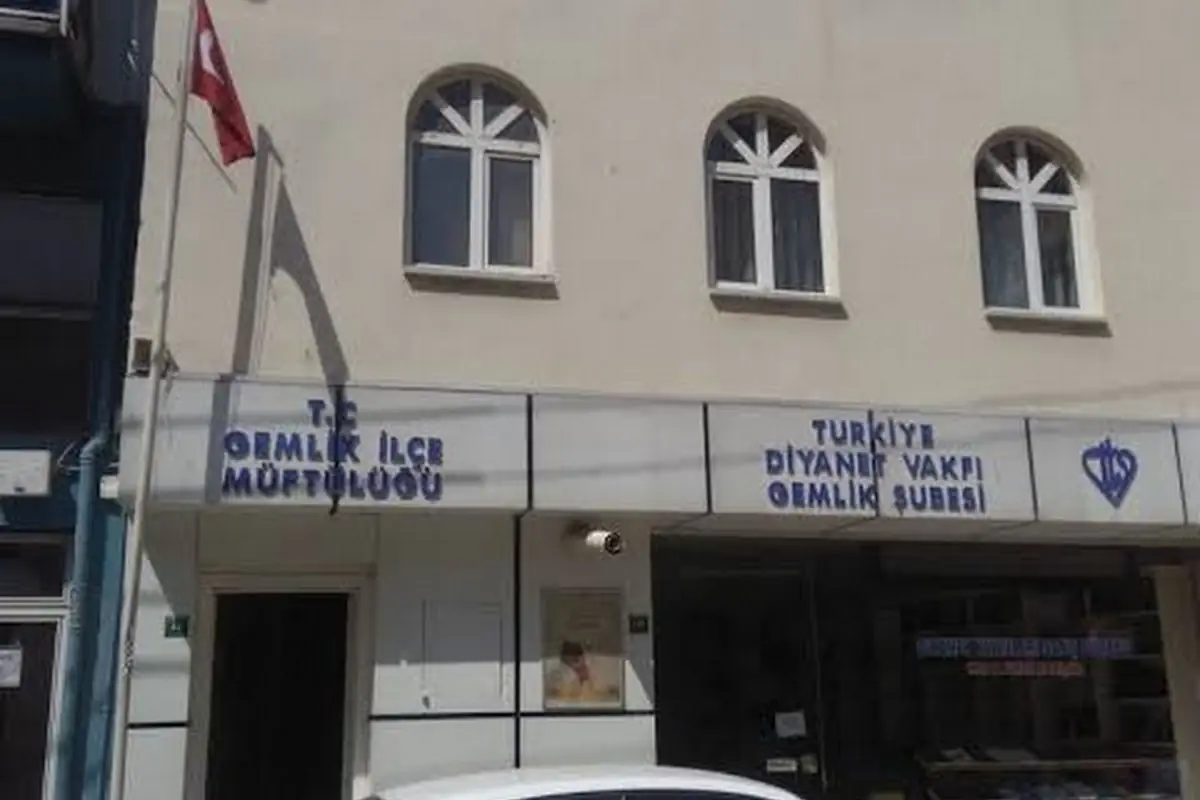 T.C
GEMLİK İLÇE
MÜFTÜLÜĞÜ
TÜRKİYE
DİYANET VAKFI
GEMLİK ŞUBESİ